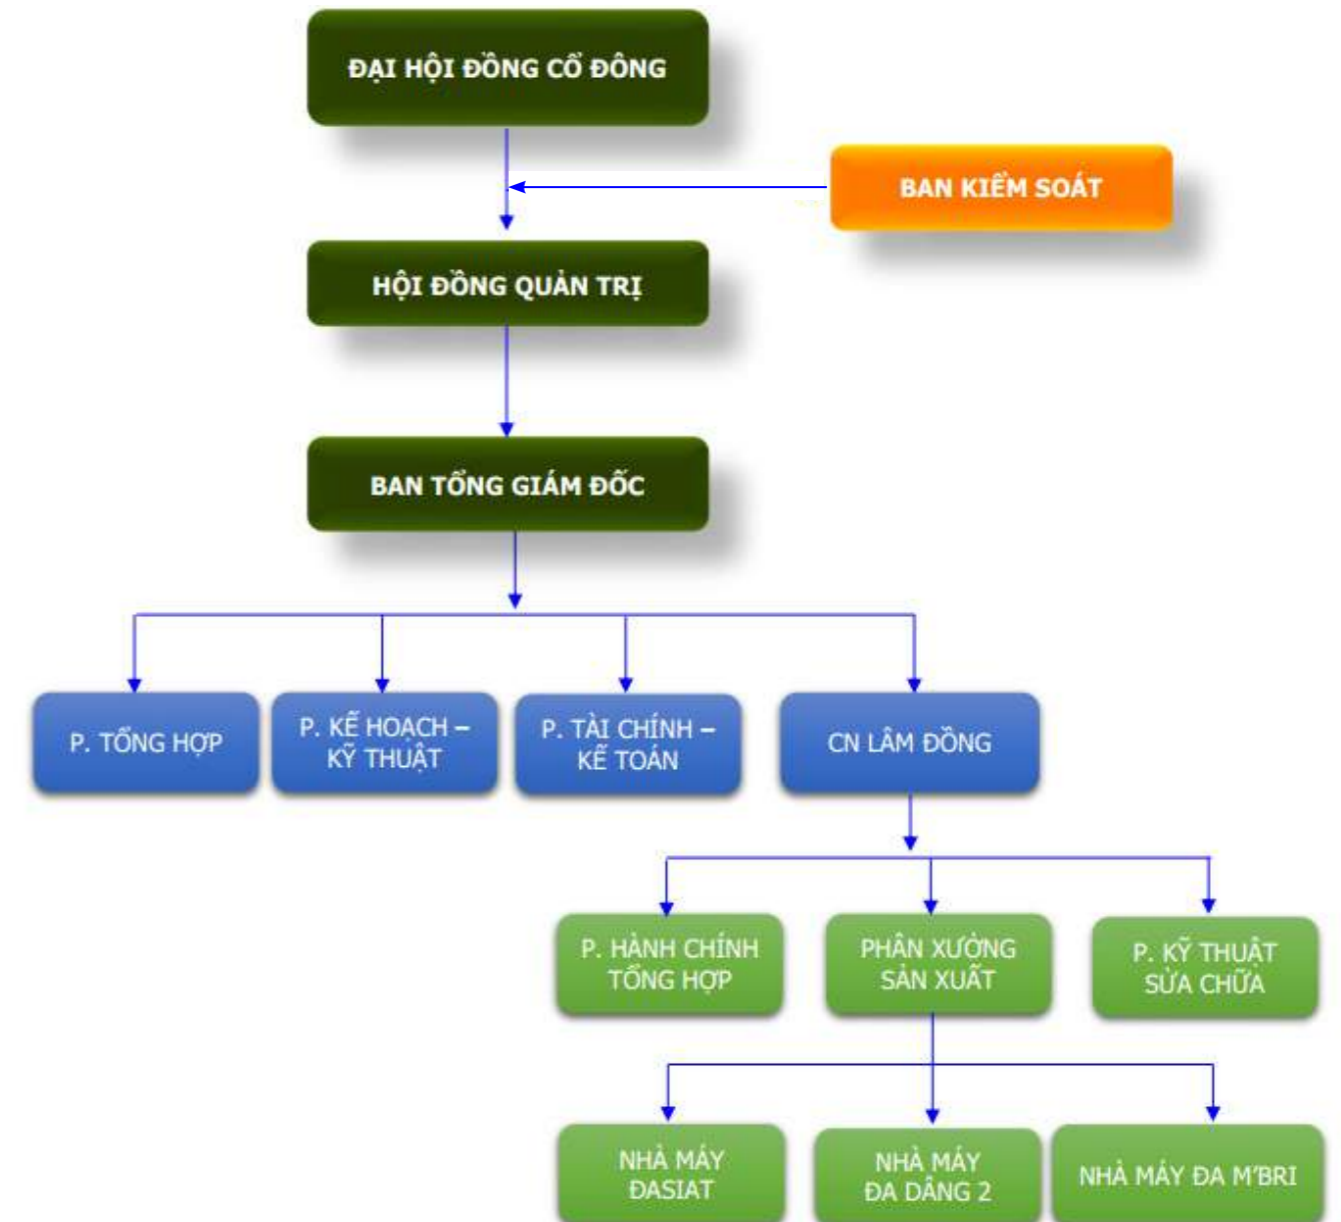 ĐẠI HỘI ĐỒNG CỔ ĐÔNG
BAN KIỂM SOÁT
HỘI ĐỒNG QUẢN TRỊ
BAN TỔNG GIÁM ĐỐC
P. TỔNG HỢP
P. KẾ HOẠCH –
KỸ THUẬT
P. TÀI CHÍNH –
KẾ TOÁN
CN LÂM ĐỒNG
P. HÀNH CHÍNH
TỔNG HỢP
PHÂN XƯỞNG
SẢN XUẤT
P. KỸ THUẬT
SỬA CHỮA
NHÀ MÁY
ĐASIAT
NHÀ MÁY
ĐA DÂNG 2
NHÀ MÁY ĐA M'BRI